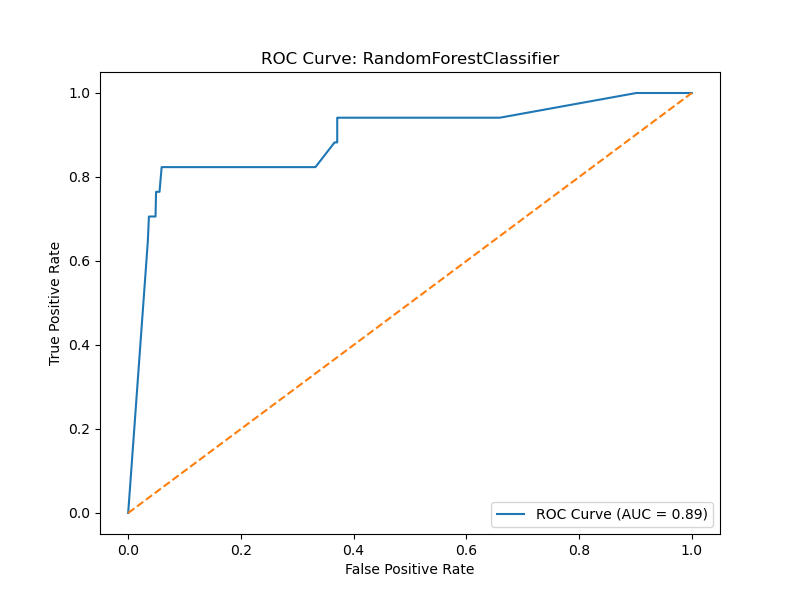 ROC Curve: RandomForestClassifier
1.0
0.8
0.6
0.4
0.2
0.0
True Positive Rate
0.0 0.2 0.4 0.6 0.8 1.0
False Positive Rate
ROC Curve (AUC = 0.89)